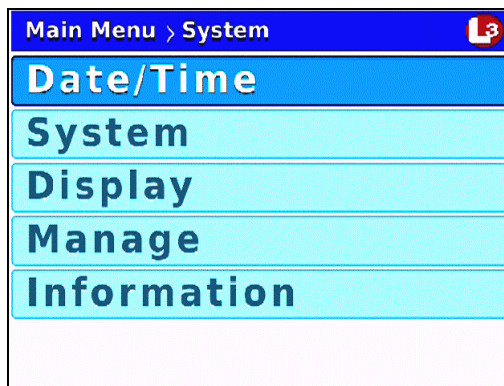 Main Menu > System
L3
Date/Time
System
Display
Manage
Information